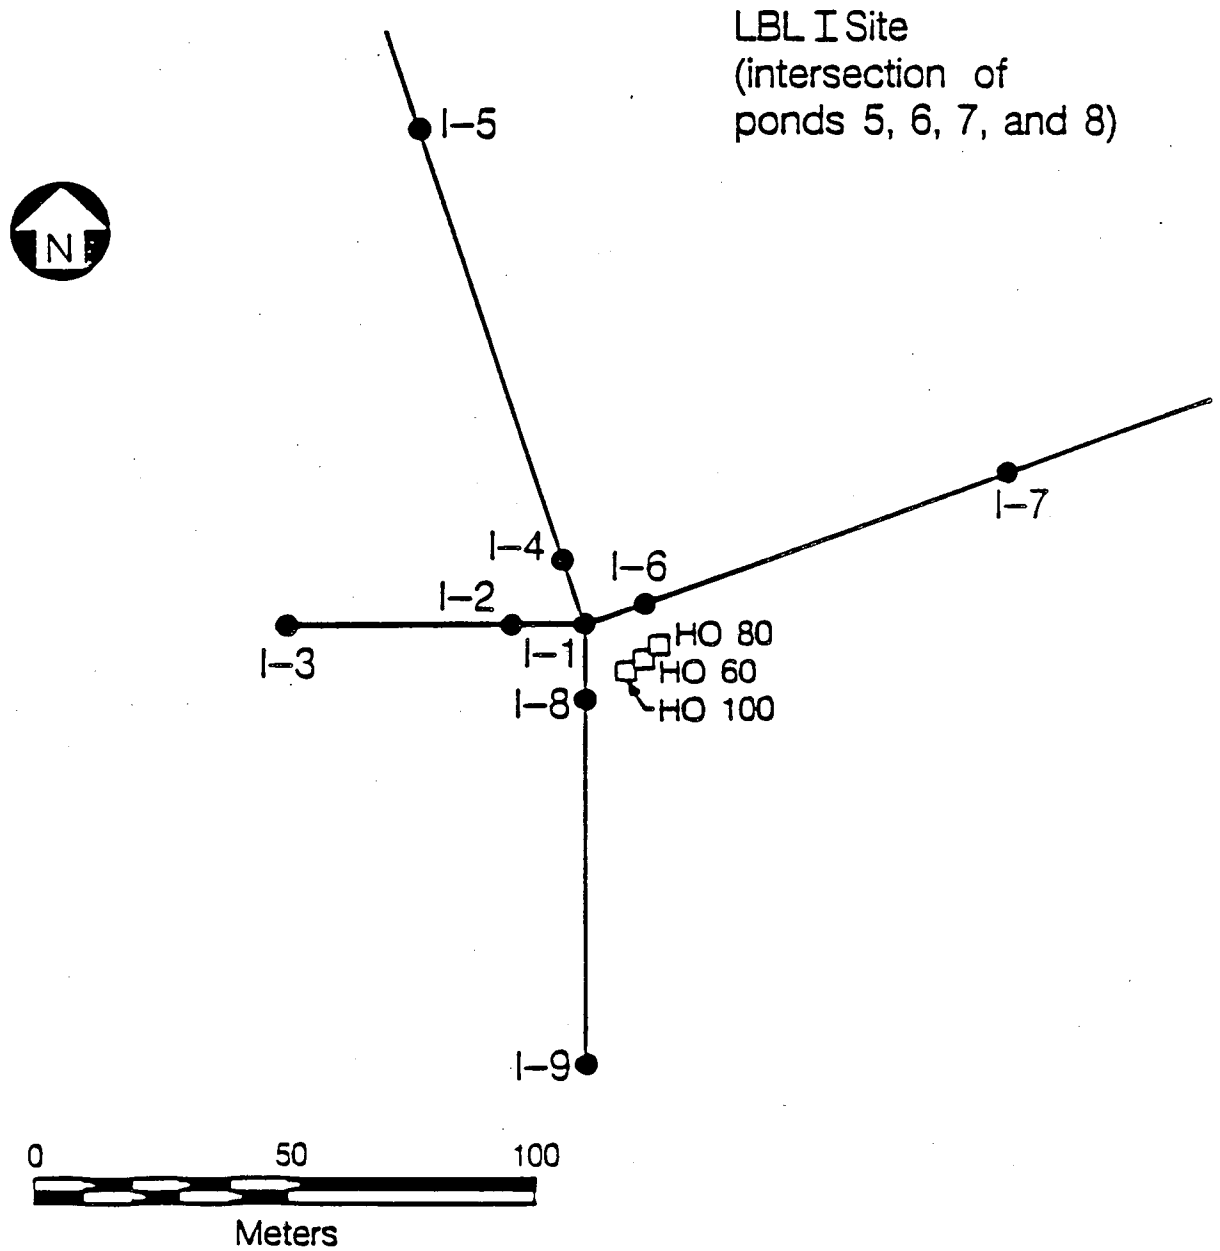 LBL I Site
(intersection of
ponds 5, 6, 7, and 8)
I-5
N
I-7
I-4
I-6
I-2
I-1
I-3
HO 80
HO 60
I-8
HO 100
I-9
0 50 100
Meters